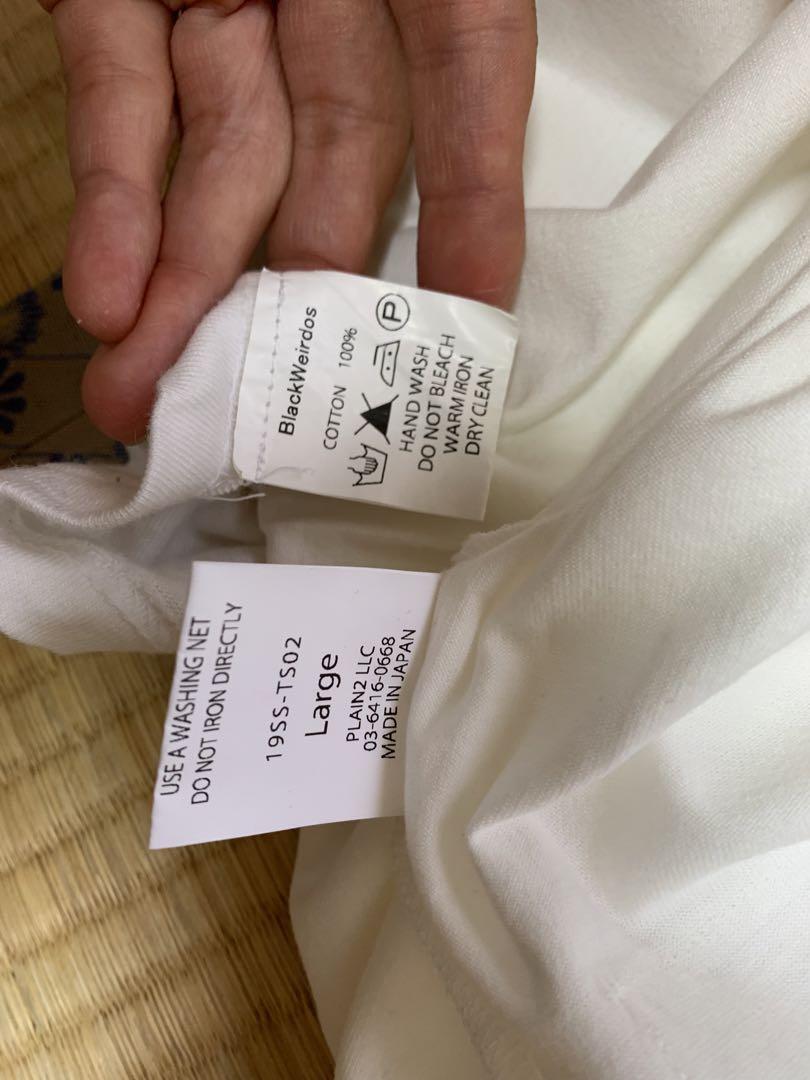 BlackWeirdos
COTTON 100%
P
HAND WASH
DO NOT BLEACH
WARM IRON
DRY CLEAN
USE A WASHING NET
DO NOT IRON DIRECTLY
19SS-TS02
Large
PLAIN2 LLC
03-6416-0668
MADE IN JAPAN